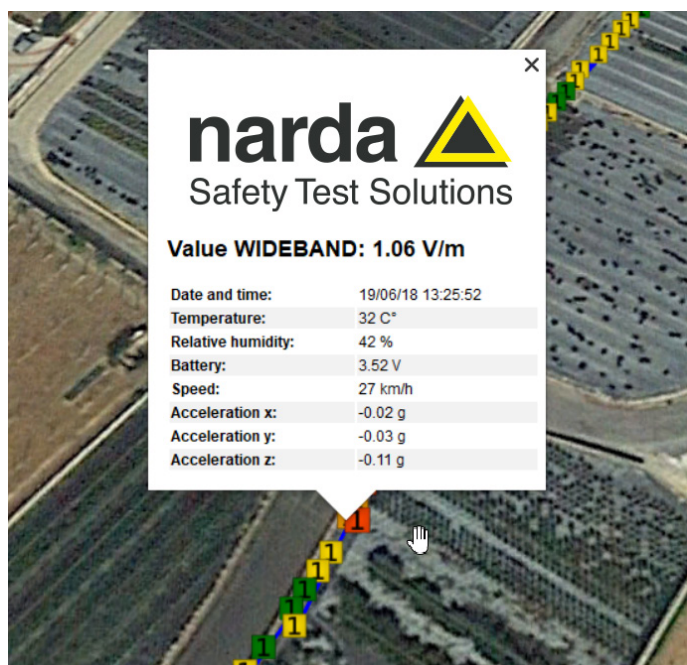 1
1
1
1
1
1
1
narda
Safety Test Solutions
Value WIDEBAND: 1.06 V/m
Date and time: 19/06/18 13:25:52
Temperature: 32 C°
Relative humidity: 42 %
Battery: 3.52 V
Speed: 27 km/h
Acceleration x: -0.02 g
Acceleration y: -0.03 g
Acceleration z: -0.11 g
1
1
1
1
1
1
1
1